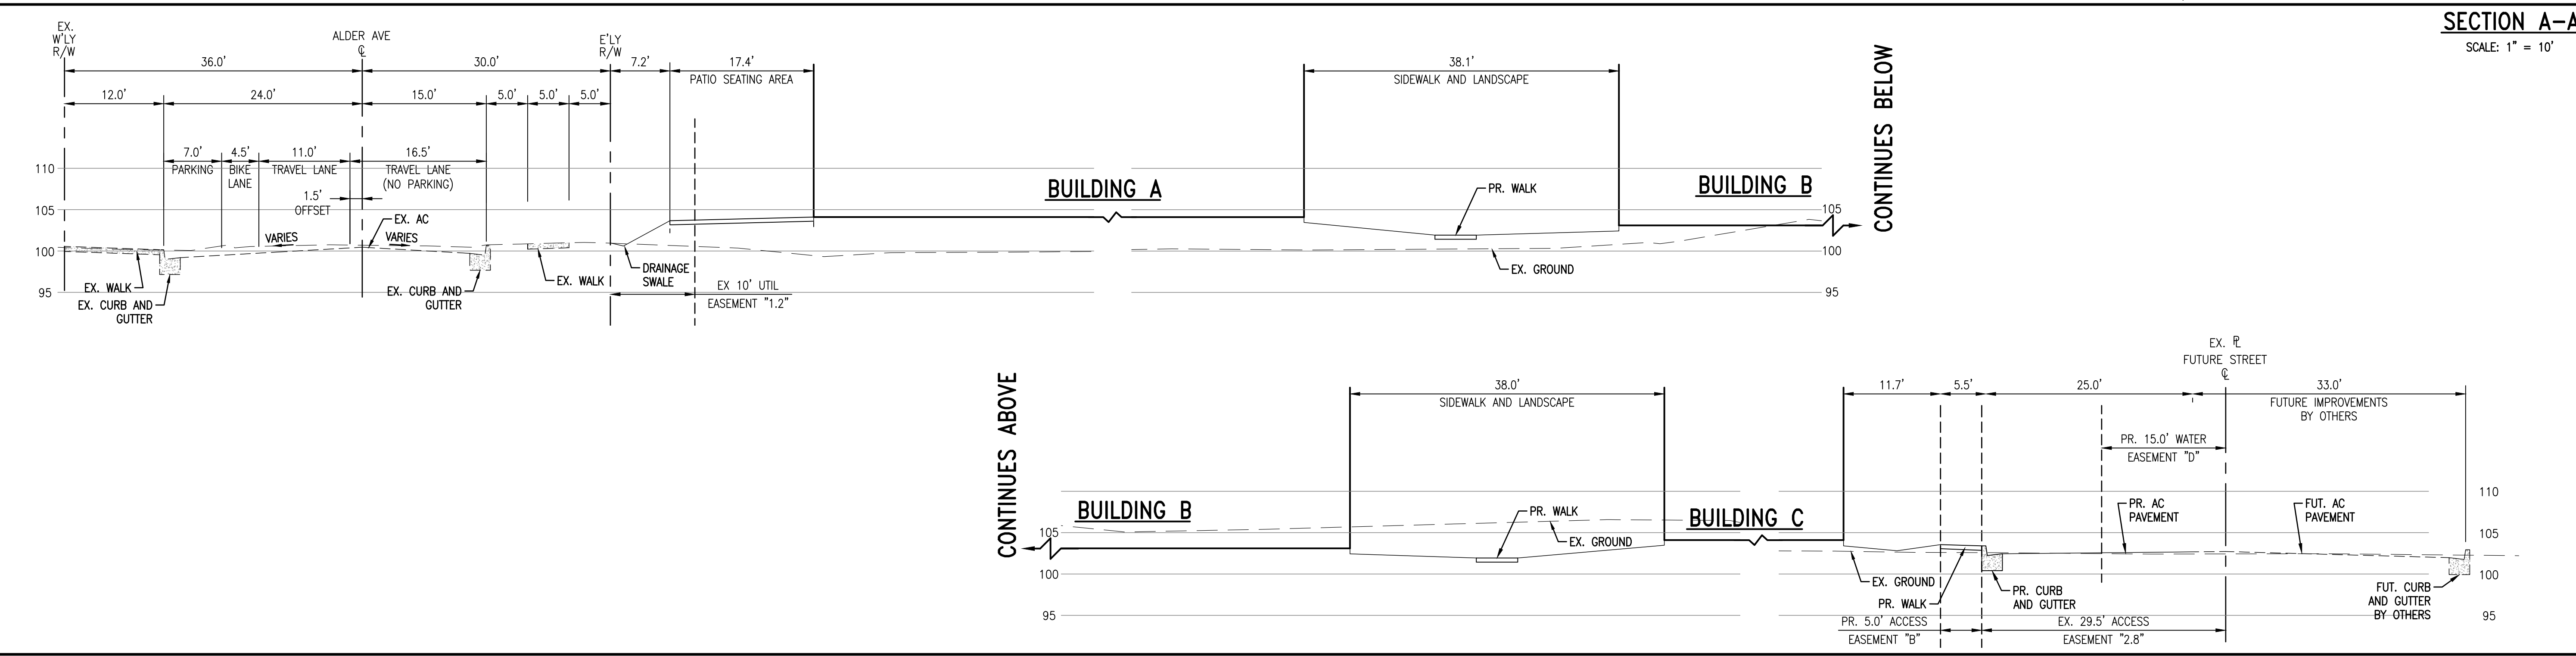 SECTION A-A
SCALE: 1" = 10'
EX.
W'LY
R/W
ALDER AVE
℄
E'LY
R/W
36.0'
30.0'
7.2'
17.4'
PATIO SEATING AREA
38.1'
SIDEWALK AND LANDSCAPE
CONTINUES BELOW
12.0'
24.0'
15.0'
5.0'
5.0'
5.0'
7.0'
PARKING
4.5'
BIKE
LANE
11.0'
TRAVEL LANE
16.5'
TRAVEL LANE
(NO PARKING)
1.5'
OFFSET
110
105
100
95
VARIES
VARIES
EX. AC
BUILDING A
PR. WALK
BUILDING B
105
100
95
EX. WALK
EX. CURB AND
GUTTER
EX. CURB AND
GUTTER
EX. WALK
DRAINAGE
SWALE
EX 10' UTIL
EASEMENT "1.2"
EX. GROUND
CONTINUES ABOVE
38.0'
SIDEWALK AND LANDSCAPE
EX. PL
FUTURE STREET
℄
11.7'
5.5'
25.0'
33.0'
FUTURE IMPROVEMENTS
BY OTHERS
PR. 15.0' WATER
EASEMENT "D"
BUILDING B
105
100
95
PR. WALK
EX. GROUND
BUILDING C
PR. AC
PAVEMENT
FUT. AC
PAVEMENT
110
105
100
95
EX. GROUND
PR. WALK
PR. CURB
AND GUTTER
FUT. CURB
AND GUTTER
BY OTHERS
PR. 5.0' ACCESS
EASEMENT "B"
EX. 29.5' ACCESS
EASEMENT "2.8"